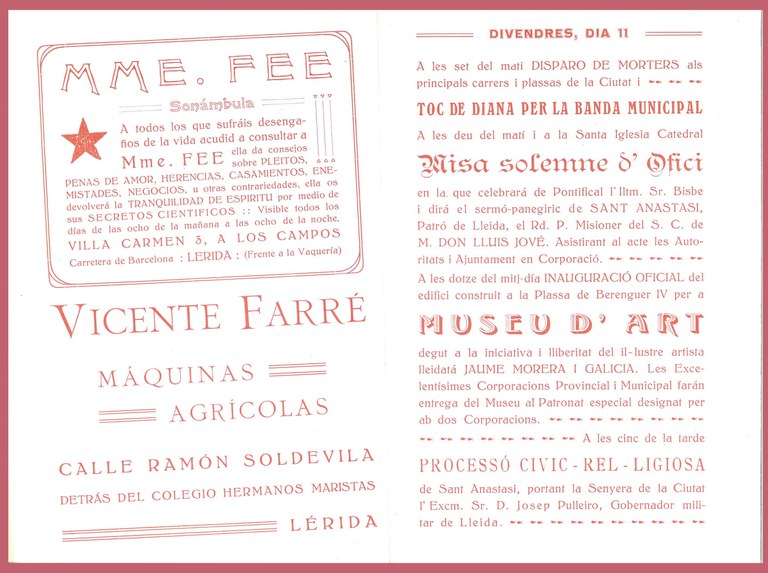 MME. FEE
Sonámbula
A todos los que sufráis desenga-
ños de la vida acudid a consultar a
Mme. FEE ella da consejos
sobre PLEITOS,
PENAS DE AMOR, HERENCIAS, CASAMIENTOS, ENE-
MISTADES, NEGOCIOS, u otras contrariedades, ella os
devolverá la TRANQUILIDAD DE ESPIRITU por medio de
sus SECRETOS CIENTIFICOS :: Visible todos los
días de las ocho de la mañana a las ocho de la noche.
VILLA CARMEN 3, A LOS CAMPOS
Carretera de Barcelona : LERIDA : (Frente a la Vaquería)
VICENTE FARRÉ
MÁQUINAS
AGRÍCOLAS
CALLE RAMÓN SOLDEVILA
DETRÁS DEL COLEGIO HERMANOS MARISTAS
LÉRIDA
DIVENDRES, DIA 11
A les set del matí DISPARO DE MORTERS als
principals carrers i plassas de la Ciutat i
TOC DE DIANA PER LA BANDA MUNICIPAL
A les deu del matí i a la Santa Iglesia Catedral
Misa solemne d' Ofici
en la que celebrará de Pontifical l'Iltm. Sr. Bisbe
i dirá el sermó-panegiric de SANT ANASTASI,
Patró de Lleida, el Rd. P. Misioner del S. C. de
M. DON LLUIS JOVÉ. Asistirant al acte les Auto-
ritats i Ajuntament en Corporació.
A les dotze del mitj-día INAUGURACIÓ OFICIAL del
edifici construit a la Plassa de Berenguer IV per a
MUSEU D' ART
degut a la iniciativa i lliberitat del il-lustre artista
lleidatá JAUME MORERA I GALICIA. Les Exce-
lentísimes Corporacions Provincial i Municipal farán
entrega del Museu al Patronat especial designat per
ab dos Corporacions.
A les cinc de la tarde
PROCESSÓ CIVIC - REL - LIGIOSA
de Sant Anastasi, portant la Senyera de la Ciutat
l'Excm. Sr. D. Josep Pulleiro, Gobernador mili-
tar de Lleida.